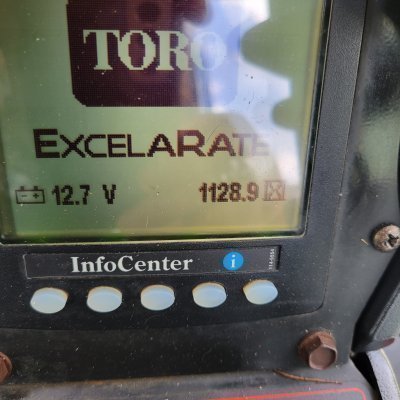 TORO
EXCELARATE
12.7 V 1128.9
InfoCenter i